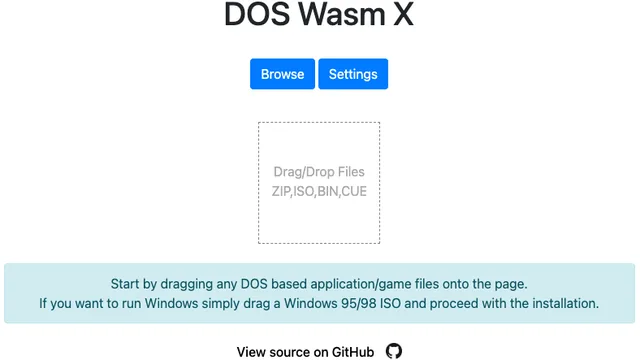 DOS Wasm X
Browse Settings
Drag/Drop Files
ZIP,ISO,BIN,CUE
Start by dragging any DOS based application/game files onto the page.
If you want to run Windows simply drag a Windows 95/98 ISO and proceed with the installation.
View source on GitHub